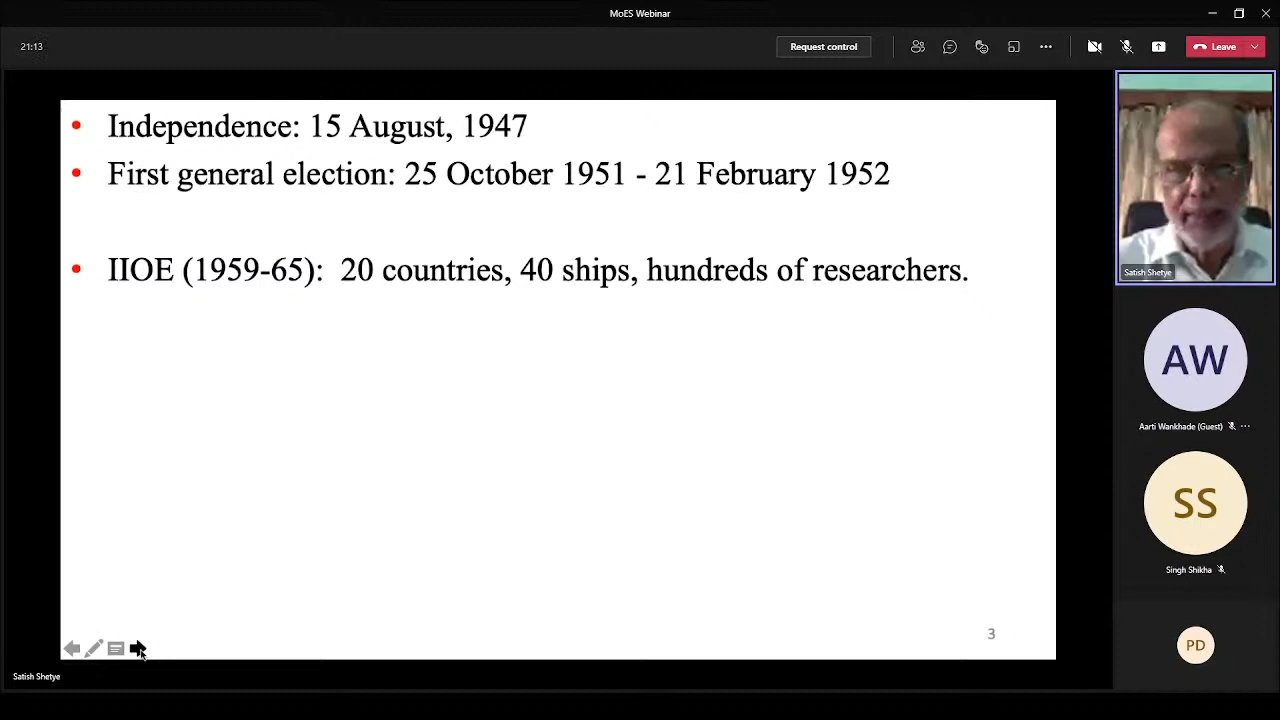 MoES Webinar
21:13
Request control
Leave
• Independence: 15 August, 1947
• First general election: 25 October 1951 - 21 February 1952
• IIOE (1959-65): 20 countries, 40 ships, hundreds of researchers.
3
Satish Shetye
Satish Shetye
AW
Aarti Wankhade (Guest)
SS
Singh Shikha
PD